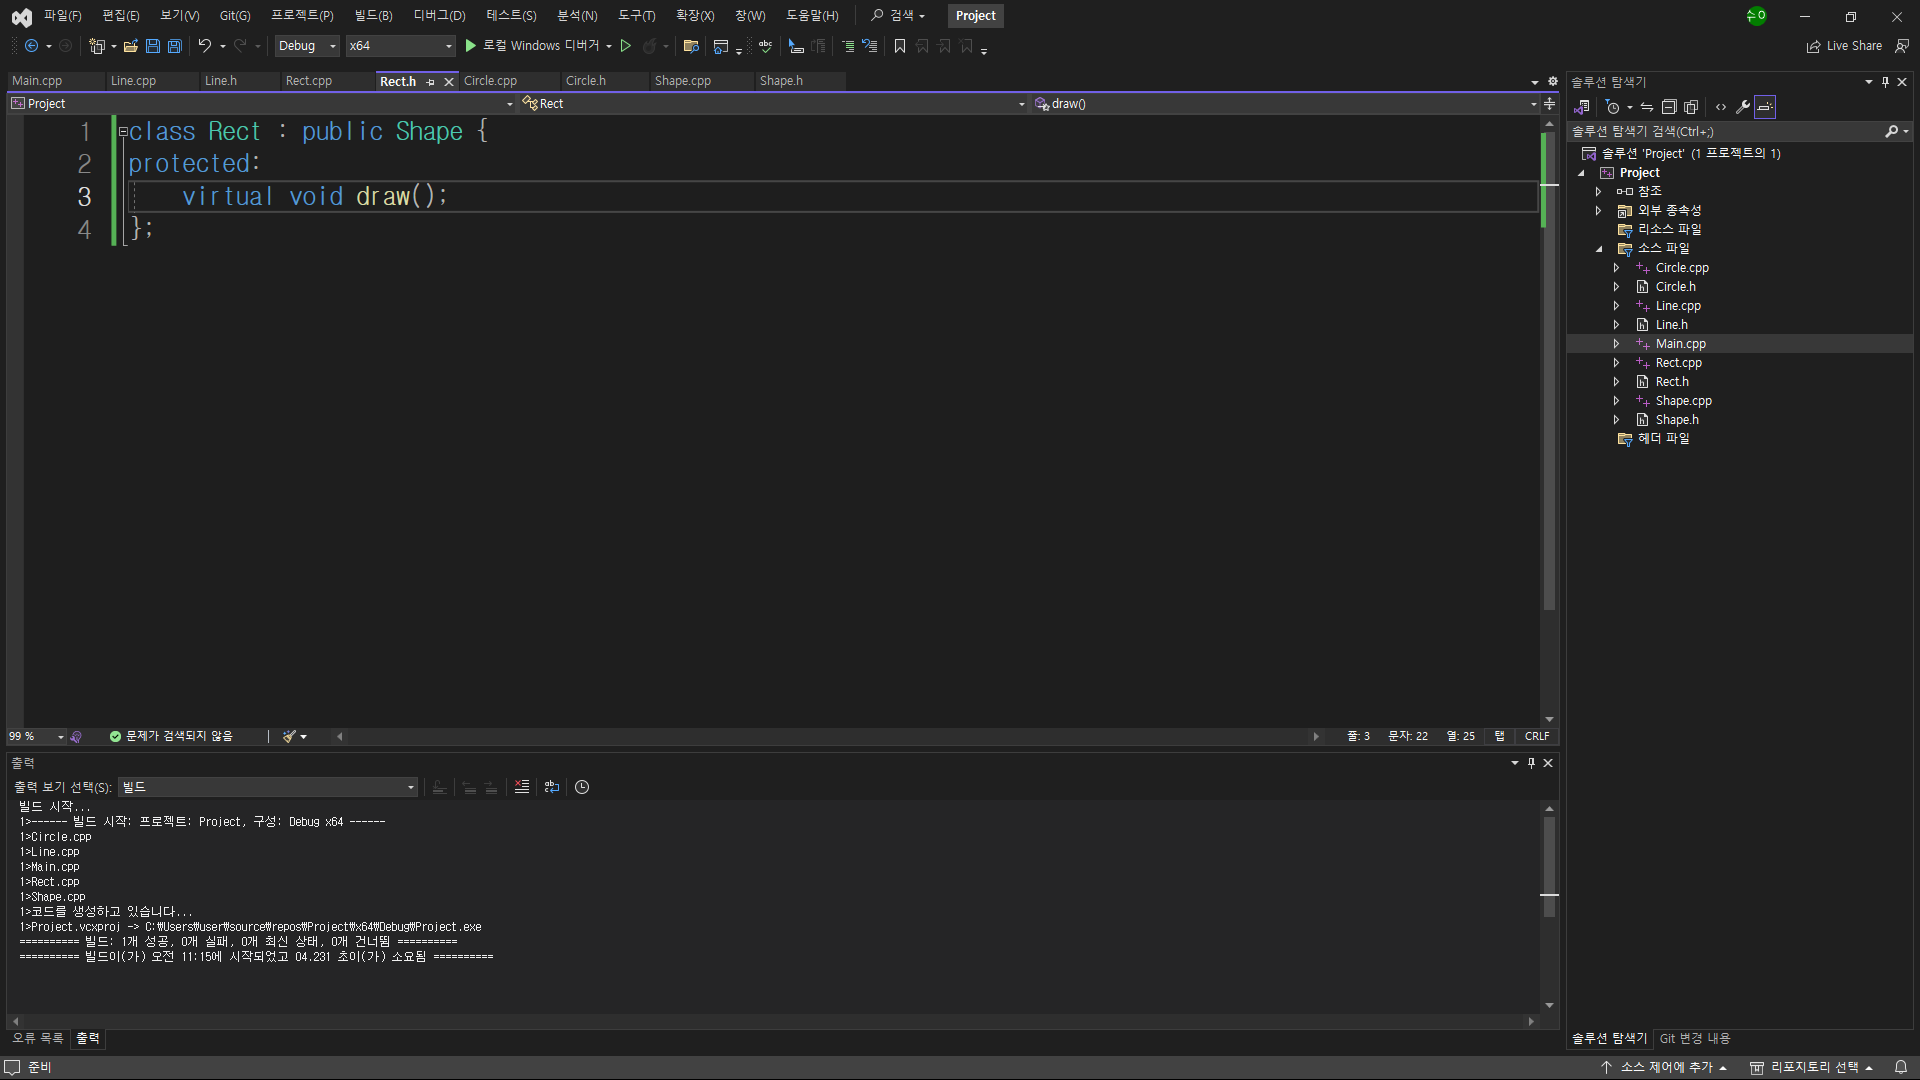 파일(F) 편집(E) 보기(V) Git(G) 프로젝트(P) 빌드(B) 디버그(D) 테스트(S) 분석(N) 도구(T) 확장(X) 창(W) 도움말(H) 검색 Project 수O
Debug x64 로컬 Windows 디버거 Live Share
Main.cpp Line.cpp Line.h Rect.cpp Rect.h Circle.cpp Circle.h Shape.cpp Shape.h
Project Rect draw()
1 class Rect : public Shape {
2 protected:
3 virtual void draw();
4 };
99 % 문제가 검색되지 않음 줄: 3 문자: 22 열: 25 탭 CRLF
출력
출력 보기 선택(S): 빌드
빌드 시작...
1>------ 빌드 시작: 프로젝트: Project, 구성: Debug x64 ------
1>Circle.cpp
1>Line.cpp
1>Main.cpp
1>Rect.cpp
1>Shape.cpp
1>코드를 생성하고 있습니다...
1>Project.vcxproj -> C:₩Users₩user₩source₩repos₩Project₩x64₩Debug₩Project.exe
========== 빌드: 1개 성공, 0개 실패, 0개 최신 상태, 0개 건너뜀 ==========
========== 빌드이(가) 오전 11:15에 시작되었고 04.231 초이(가) 소요됨 ==========
오류 목록 출력
솔루션 탐색기
솔루션 탐색기 검색(Ctrl+;)
솔루션 'Project' (1 프로젝트의 1)
Project
참조
외부 종속성
리소스 파일
소스 파일
Circle.cpp
Circle.h
Line.cpp
Line.h
Main.cpp
Rect.cpp
Rect.h
Shape.cpp
Shape.h
헤더 파일
솔루션 탐색기 Git 변경 내용
준비 소스 제어에 추가 리포지토리 선택